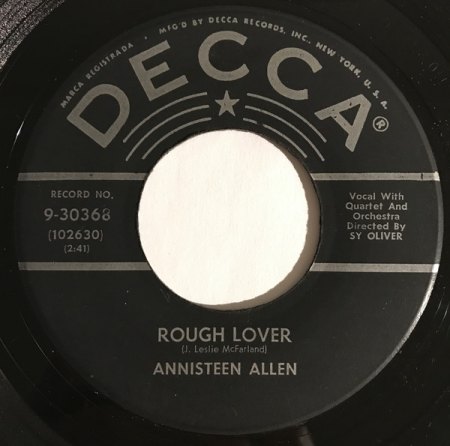 MARCA REGISTRADA • MFG'D BY DECCA RECORDS, INC., NEW YORK, U. S. A.
DECCA®
RECORD NO.
9-30368
(102630)
(2:41)
Vocal With
Quartet And
Orchestra
Directed By
SY OLIVER
ROUGH LOVER
(J. Leslie McFarland)
ANNISTEEN ALLEN